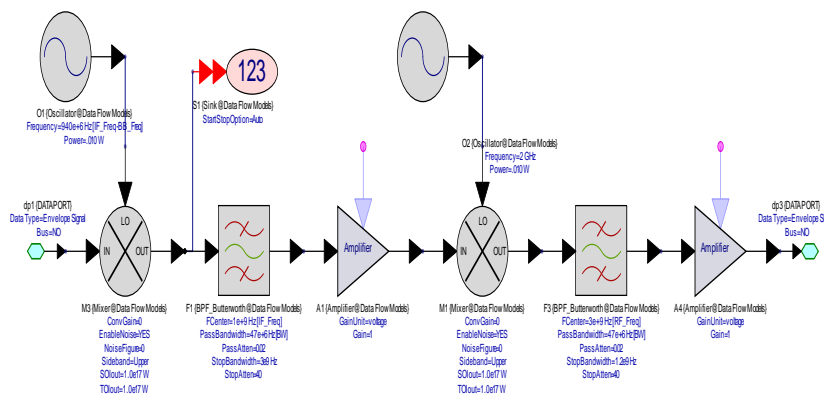 123
O1 {Oscillator@Data Flow Models}
Frequency=940e+6 Hz [IF_Freq-BB_Freq]
Power=.010 W
S1 {Sink@Data Flow Models}
StartStopOption=Auto
O2 {Oscillator@Data Flow Models}
Frequency=2 GHz
Power=.010 W
dp1 {DATAPORT}
Data Type=Envelope Signal
Bus=NO
LO
IN
OUT
Amplifier
LO
IN
OUT
Amplifier
dp3 {DATAPORT}
Data Type=Envelope S
Bus=NO
M3 {Mixer@Data Flow Models}
ConvGain=0
EnableNoise=YES
NoiseFigure=0
Sideband=Upper
SOIout=1.0e17 W
TOIout=1.0e17 W
F1 {BPF_Butterworth@Data Flow Models}
FCenter=1e+9 Hz [IF_Freq]
PassBandwidth=47e+6 Hz [BW]
PassAtten=.002
StopBandwidth=3e9 Hz
StopAtten=40
A1 {Amplifier@Data Flow Models}
GainUnit=voltage
Gain=1
M1 {Mixer@Data Flow Models}
ConvGain=0
EnableNoise=YES
NoiseFigure=0
Sideband=Upper
SOIout=1.0e17 W
TOIout=1.0e17 W
F3 {BPF_Butterworth@Data Flow Models}
FCenter=3e+9 Hz [RF_Freq]
PassBandwidth=47e+6 Hz [BW]
PassAtten=.002
StopBandwidth=1.2e9 Hz
StopAtten=40
A4 {Amplifier@Data Flow Models}
GainUnit=voltage
Gain=1